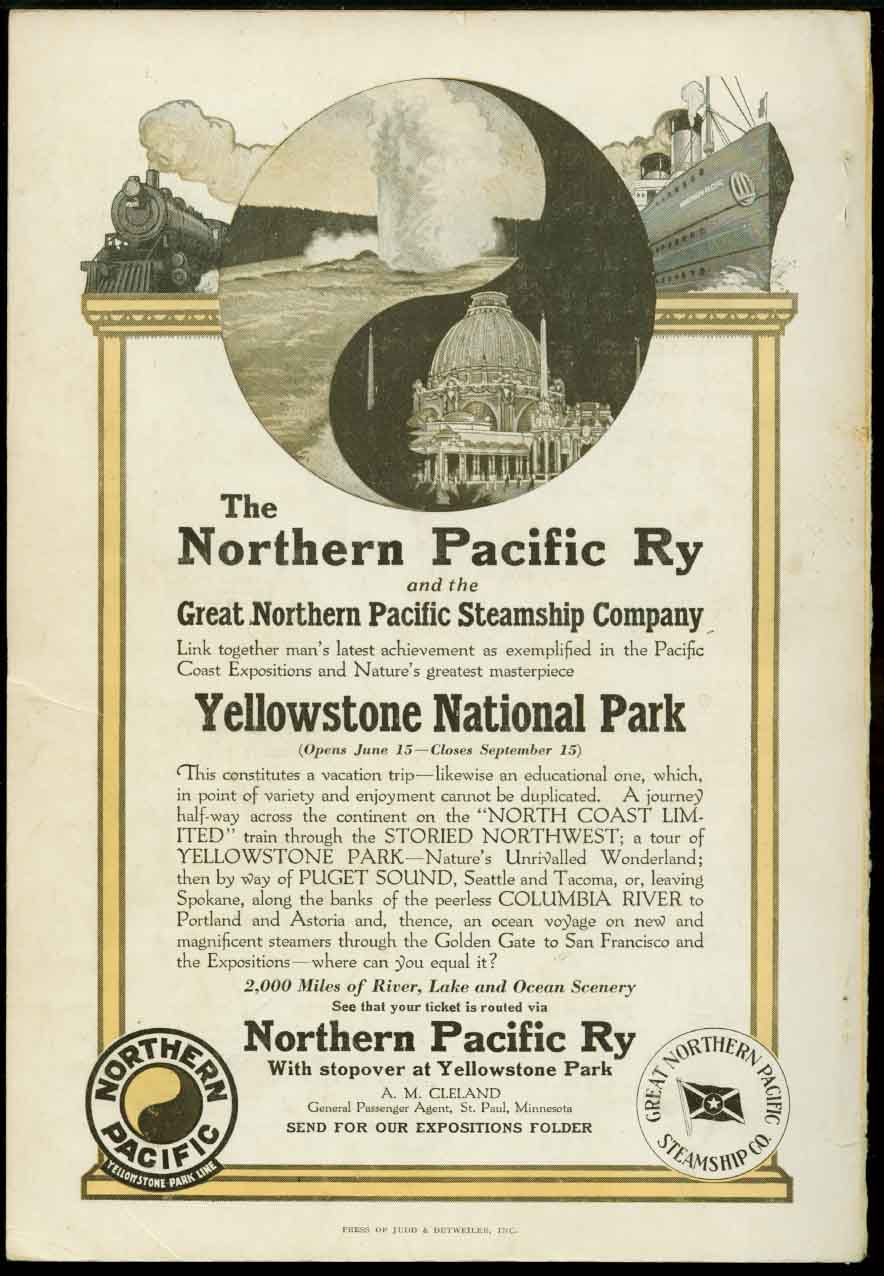 The
Northern Pacific Ry
and the
Great Northern Pacific Steamship Company
Link together man's latest achievement as exemplified in the Pacific
Coast Expositions and Nature's greatest masterpiece
Yellowstone National Park
(Opens June 15—Closes September 15)
This constitutes a vacation trip—likewise an educational one, which,
in point of variety and enjoyment cannot be duplicated. A journey
half-way across the continent on the "NORTH COAST LIM-
ITED" train through the STORIED NORTHWEST; a tour of
YELLOWSTONE PARK—Nature's Unrivalled Wonderland;
then by way of PUGET SOUND, Seattle and Tacoma, or, leaving
Spokane, along the banks of the peerless COLUMBIA RIVER to
Portland and Astoria and, thence, an ocean voyage on new and
magnificent steamers through the Golden Gate to San Francisco and
the Expositions—where can you equal it?
2,000 Miles of River, Lake and Ocean Scenery
See that your ticket is routed via
Northern Pacific Ry
With stopover at Yellowstone Park
A. M. CLELAND
General Passenger Agent, St. Paul, Minnesota
SEND FOR OUR EXPOSITIONS FOLDER
NORTHERN
PACIFIC
YELLOWSTONE PARK LINE
GREAT NORTHERN PACIFIC
STEAMSHIP CO.
PRESS OF JUDD & DETWEILER, INC.